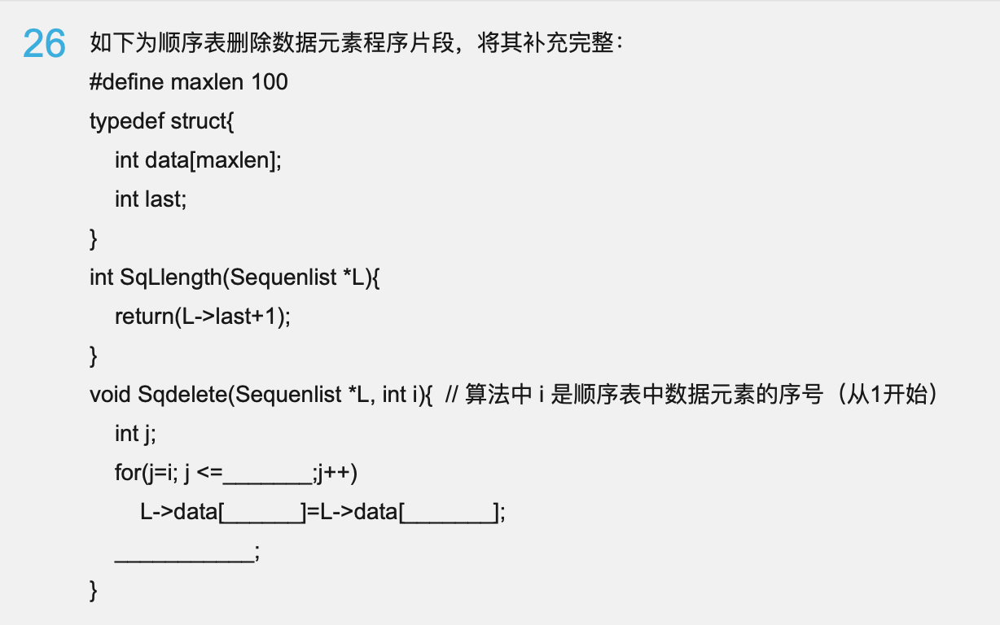 26 如下为顺序表删除数据元素程序片段，将其补充完整：
#define maxlen 100
typedef struct{
int data[maxlen];
int last;
}
int SqLlength(Sequenlist *L){
return(L->last+1);
}
void Sqdelete(Sequenlist *L, int i){ // 算法中 i 是顺序表中数据元素的序号（从1开始）
int j;
for(j=i; j <=_______;j++)
L->data[______]=L->data[_______];
___________;
}